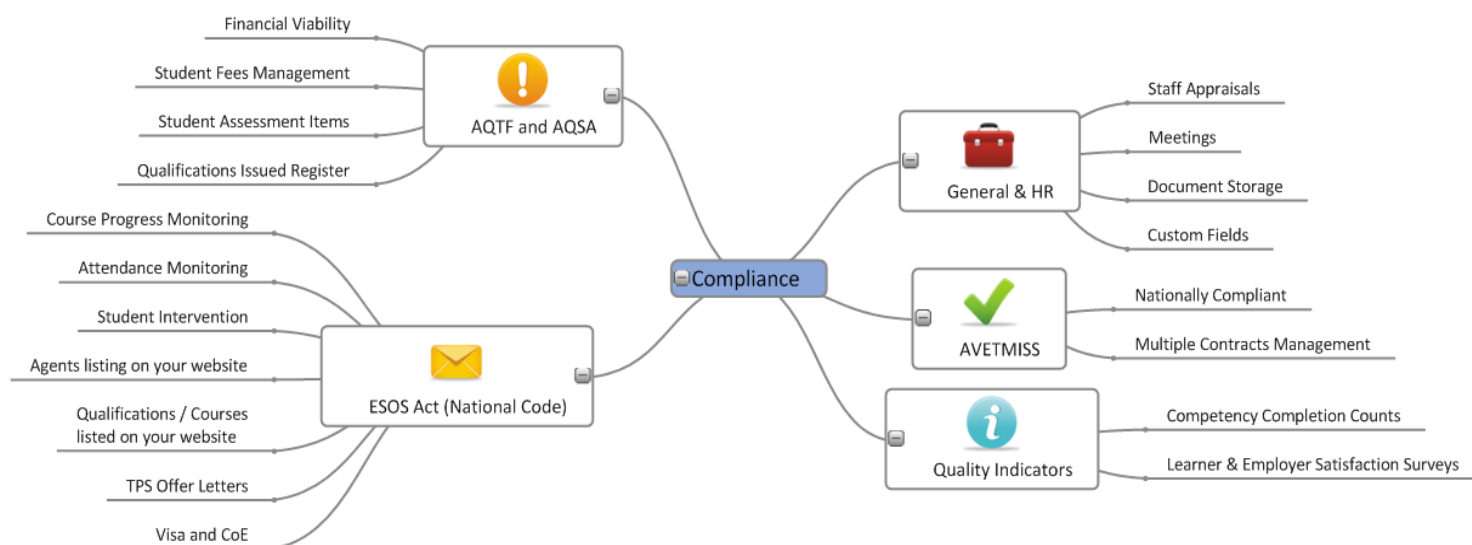 Financial Viability
Student Fees Management
Student Assessment Items
Qualifications Issued Register
AQTF and AQSA
Course Progress Monitoring
Attendance Monitoring
Student Intervention
Agents listing on your website
Qualifications / Courses
listed on your website
TPS Offer Letters
Visa and CoE
ESOS Act (National Code)
Compliance
General & HR
Staff Appraisals
Meetings
Document Storage
Custom Fields
AVETMISS
Nationally Compliant
Multiple Contracts Management
Quality Indicators
Competency Completion Counts
Learner & Employer Satisfaction Surveys